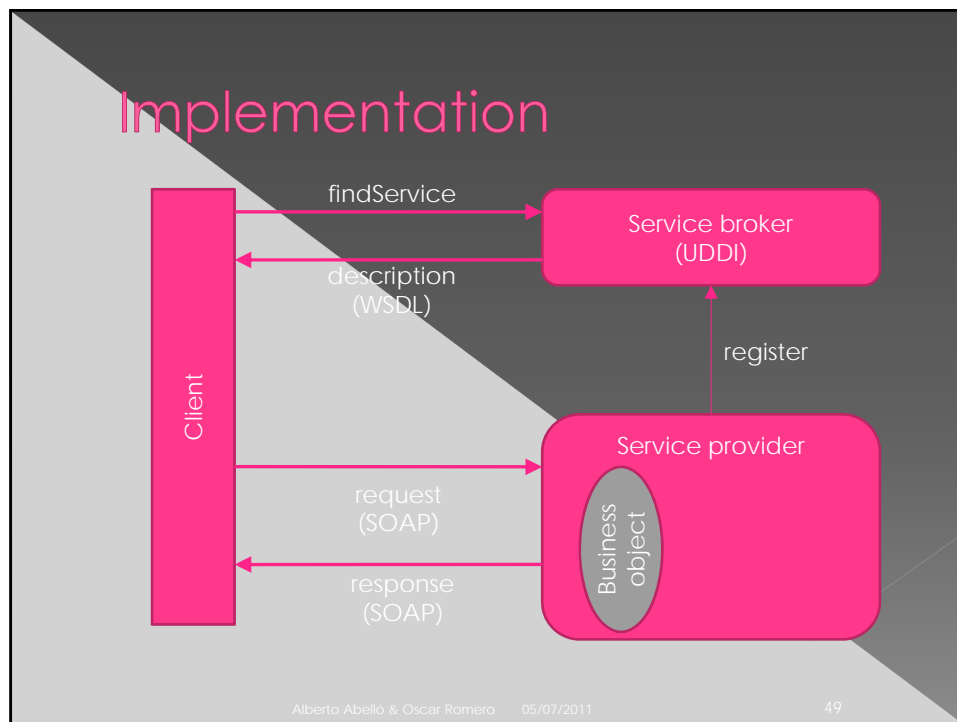 Implementation
findService
Service broker
(UDDI)
description
(WSDL)
register
Client
Service provider
request
(SOAP)
Business
object
response
(SOAP)
Alberto Abelló & Oscar Romero 05/07/2011 49